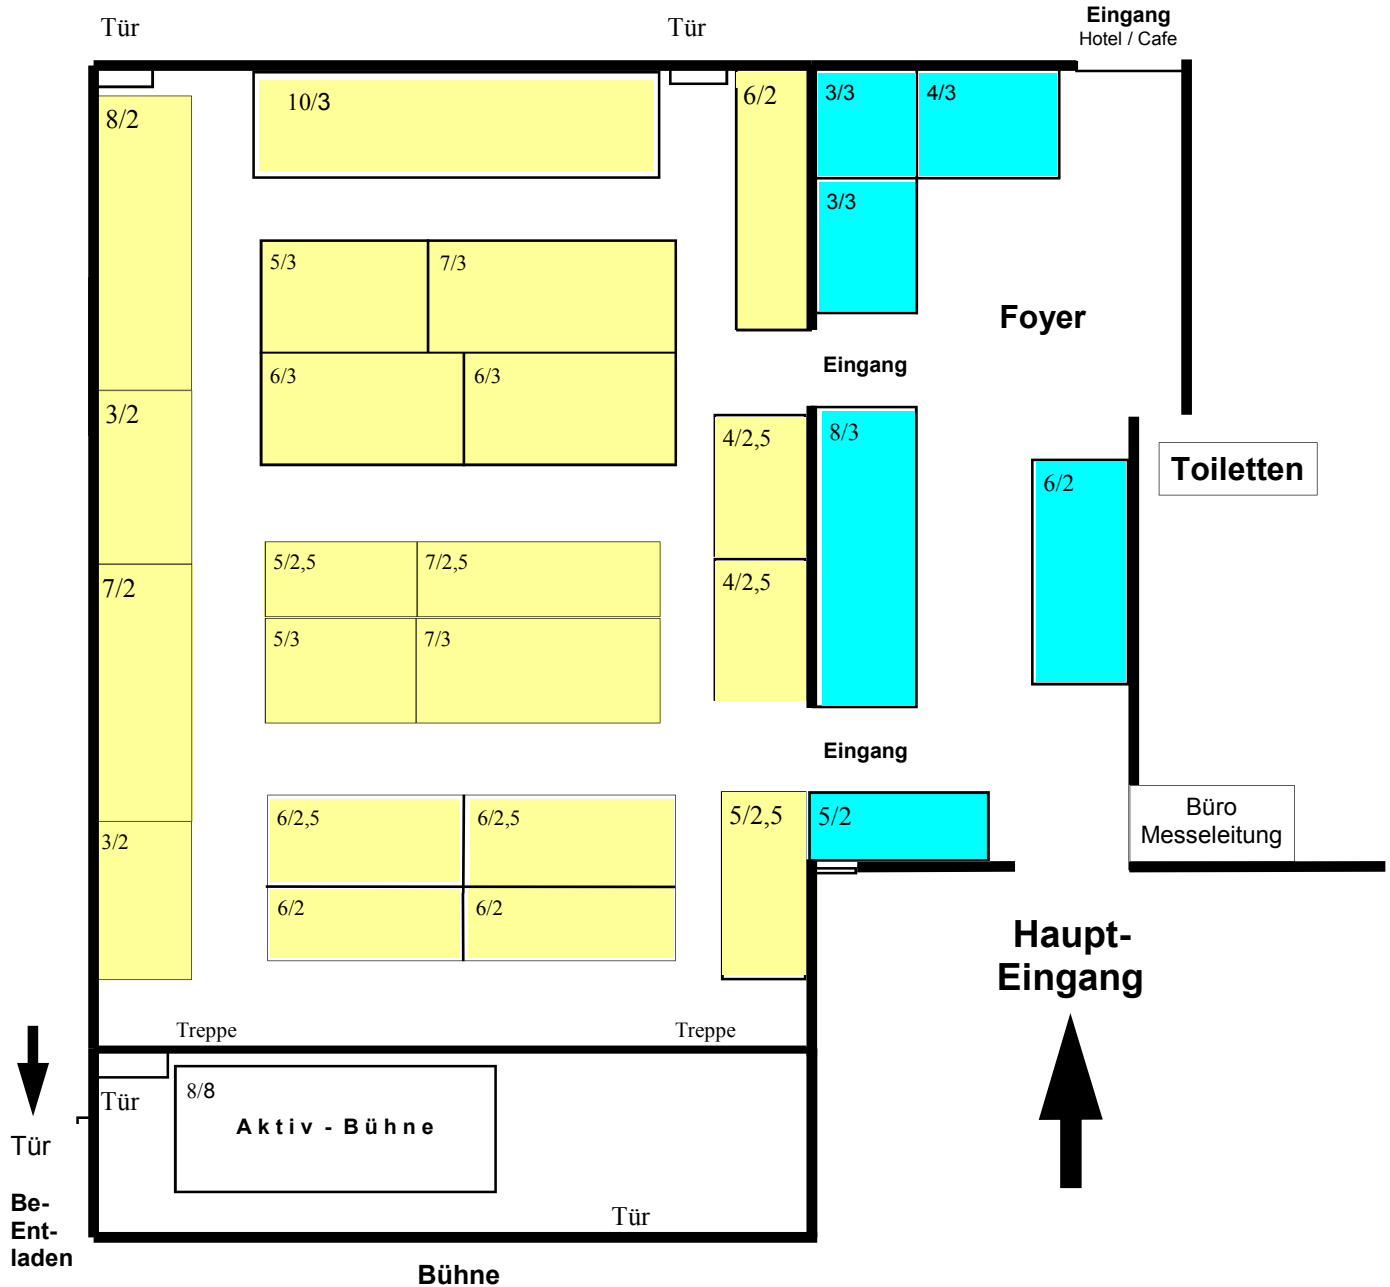 Tür
Tür
Eingang
Hotel / Cafe
8/2
10/3
6/2
3/3
4/3
3/3
5/3
7/3
Foyer
Eingang
6/3
6/3
3/2
4/2,5
8/3
Toiletten
6/2
5/2,5
7/2,5
4/2,5
7/2
5/3
7/3
Eingang
6/2,5
6/2,5
5/2,5
5/2
Büro
Messeleitung
3/2
6/2
6/2
Haupt-
Eingang
Treppe
Treppe
8/8
Tür
Aktiv - Bühne
Tür
Be-
Ent-
laden
Tür
Bühne